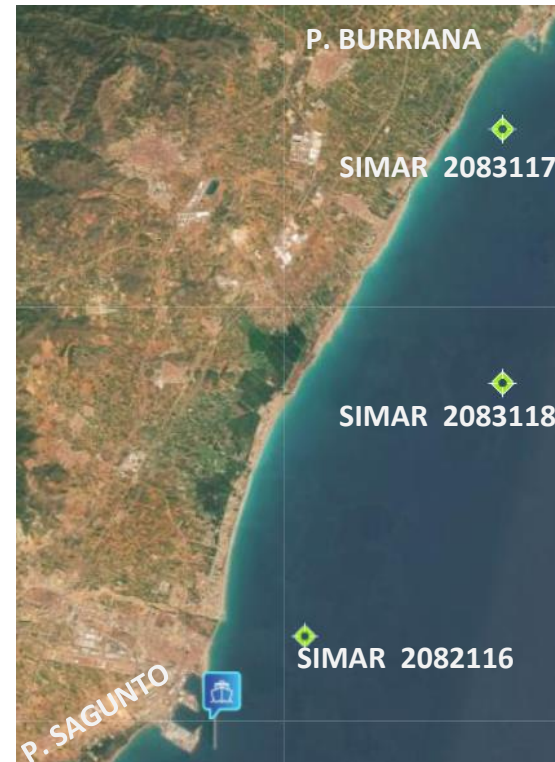 P. BURRIANA
SIMAR 2083117
SIMAR 2083118
SIMAR 2082116
P. SAGUNTO